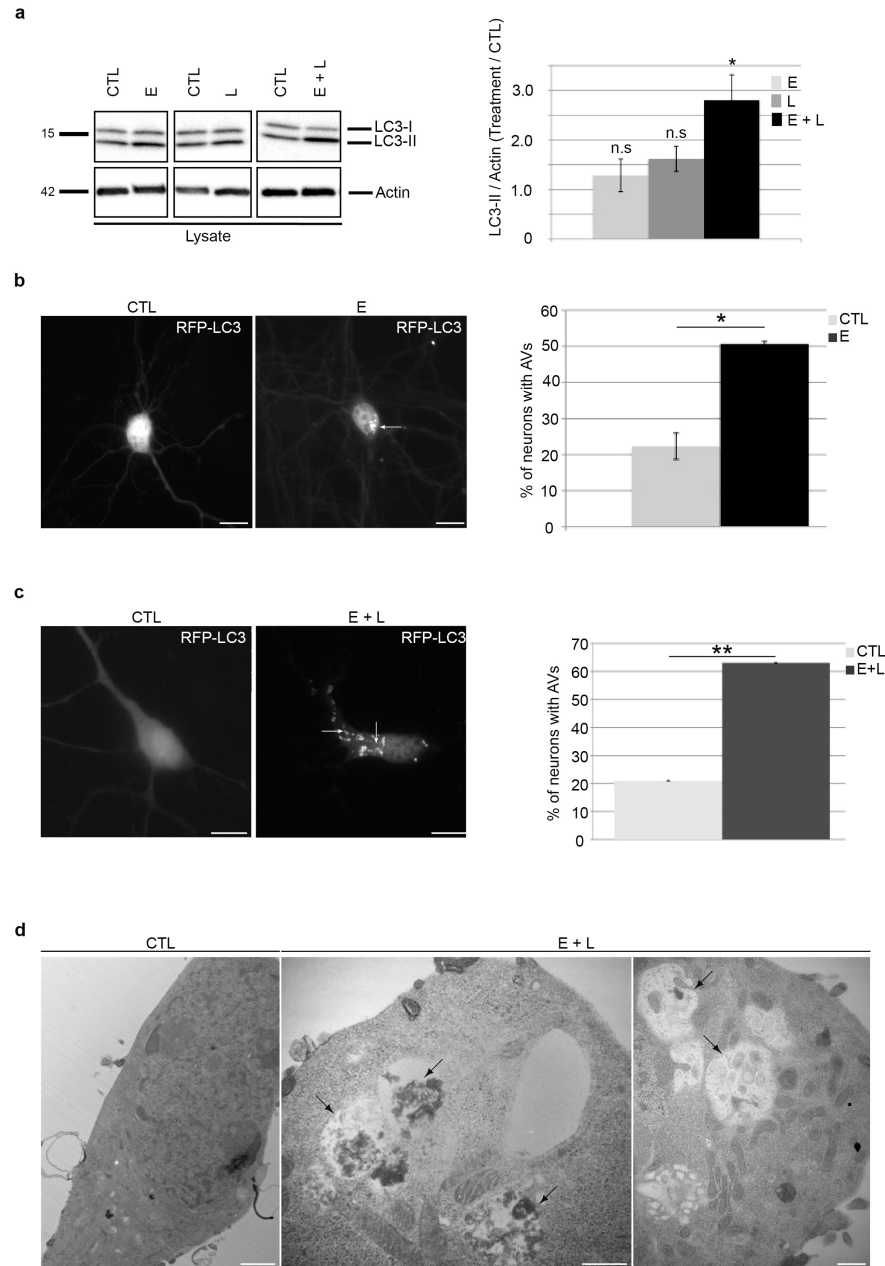 a
CTL E CTL L CTL E + L
15
LC3-I
LC3-II
42
Actin
Lysate
LC3-II / Actin (Treatment / CTL)
3.0
2.0
1.0
0
n.s
n.s
*
E
L
E + L
b
CTL
E
RFP-LC3
RFP-LC3
% of neurons with AVs
60
50
40
30
20
10
0
*
CTL
E
c
CTL
E + L
RFP-LC3
RFP-LC3
% of neurons with AVs
70
60
50
40
30
20
10
0
**
CTL
E+L
d
CTL
E + L